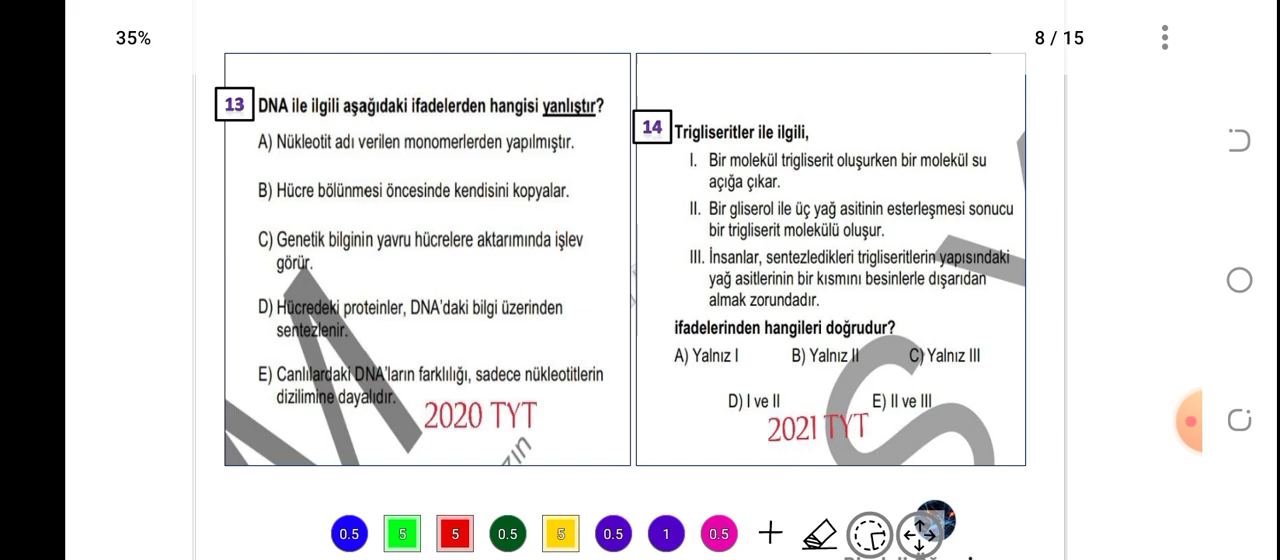 35%
8 / 15
13
DNA ile ilgili aşağıdaki ifadelerden hangisi yanlıştır?
A) Nükleotit adı verilen monomerlerden yapılmıştır.
B) Hücre bölünmesi öncesinde kendisini kopyalar.
C) Genetik bilginin yavru hücrelere aktarımında işlev
görür.
D) Hücredeki proteinler, DNA'daki bilgi üzerinden
sentezlenir.
E) Canlılardaki DNA'ların farklılığı, sadece nükleotitlerin
dizilimine dayalıdır.
2020 TYT
zın
14
Trigliseritler ile ilgili,
I. Bir molekül trigliserit oluşurken bir molekül su
açığa çıkar.
II. Bir gliserol ile üç yağ asitinin esterleşmesi sonucu
bir trigliserit molekülü oluşur.
III. İnsanlar, sentezledikleri trigliseritlerin yapısındaki
yağ asitlerinin bir kısmını besinlerle dışarıdan
almak zorundadır.
ifadelerinden hangileri doğrudur?
A) Yalnız I B) Yalnız II C) Yalnız III
D) I ve II E) II ve III
2021 TYT
0.5 5 5 0.5 5 0.5 1 0.5